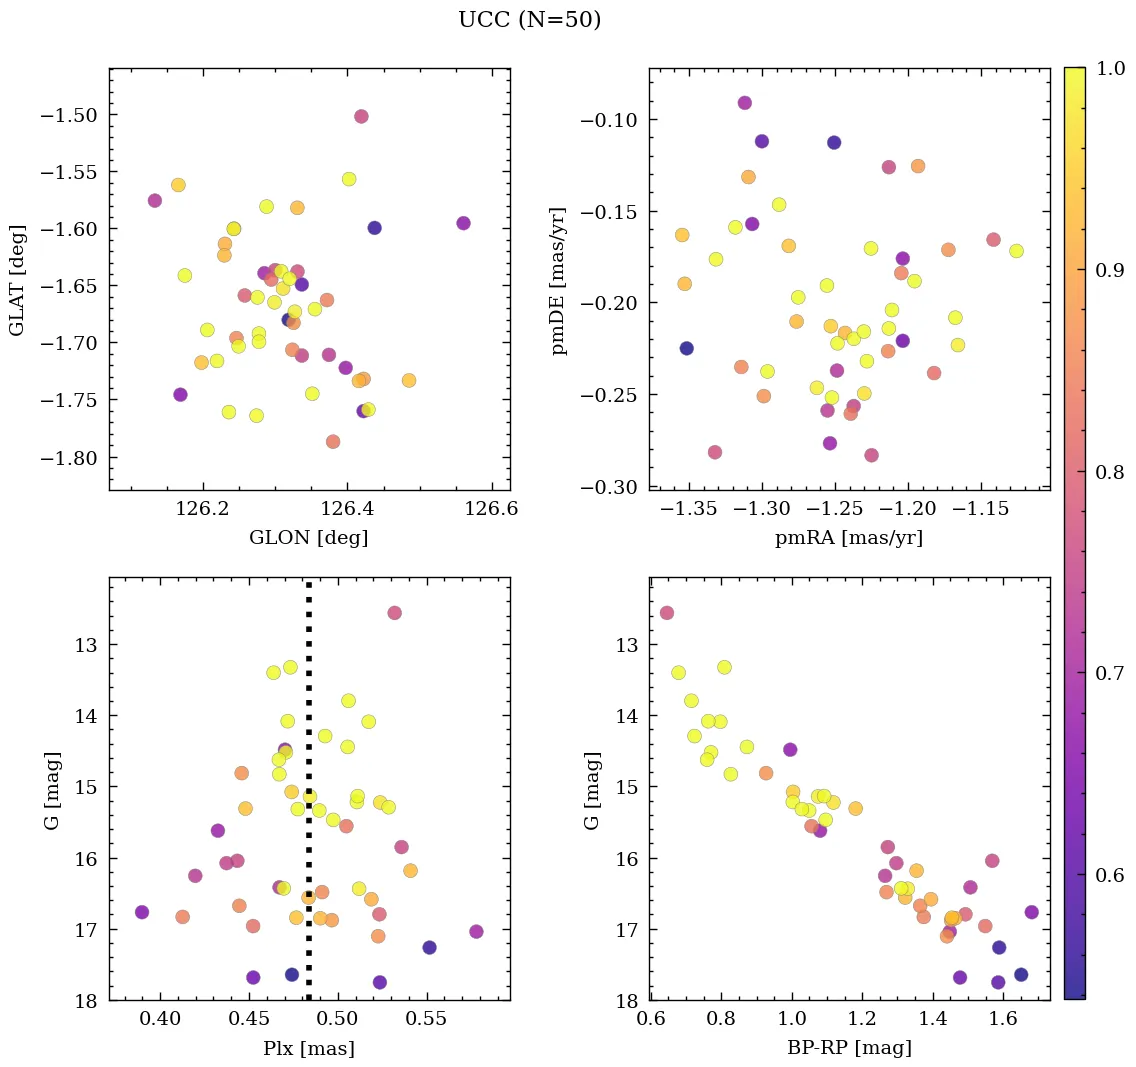 UCC (N=50)
−1.50
−1.55
−1.60
−1.65
−1.70
−1.75
−1.80
GLAT [deg]
126.2 126.4 126.6
GLON [deg]
−0.10
−0.15
−0.20
−0.25
−0.30
pmDE [mas/yr]
−1.35 −1.30 −1.25 −1.20 −1.15
pmRA [mas/yr]
1.0
0.9
0.8
0.7
0.6
13
14
15
16
17
18
G [mag]
0.40 0.45 0.50 0.55
Plx [mas]
13
14
15
16
17
18
G [mag]
0.6 0.8 1.0 1.2 1.4 1.6
BP-RP [mag]